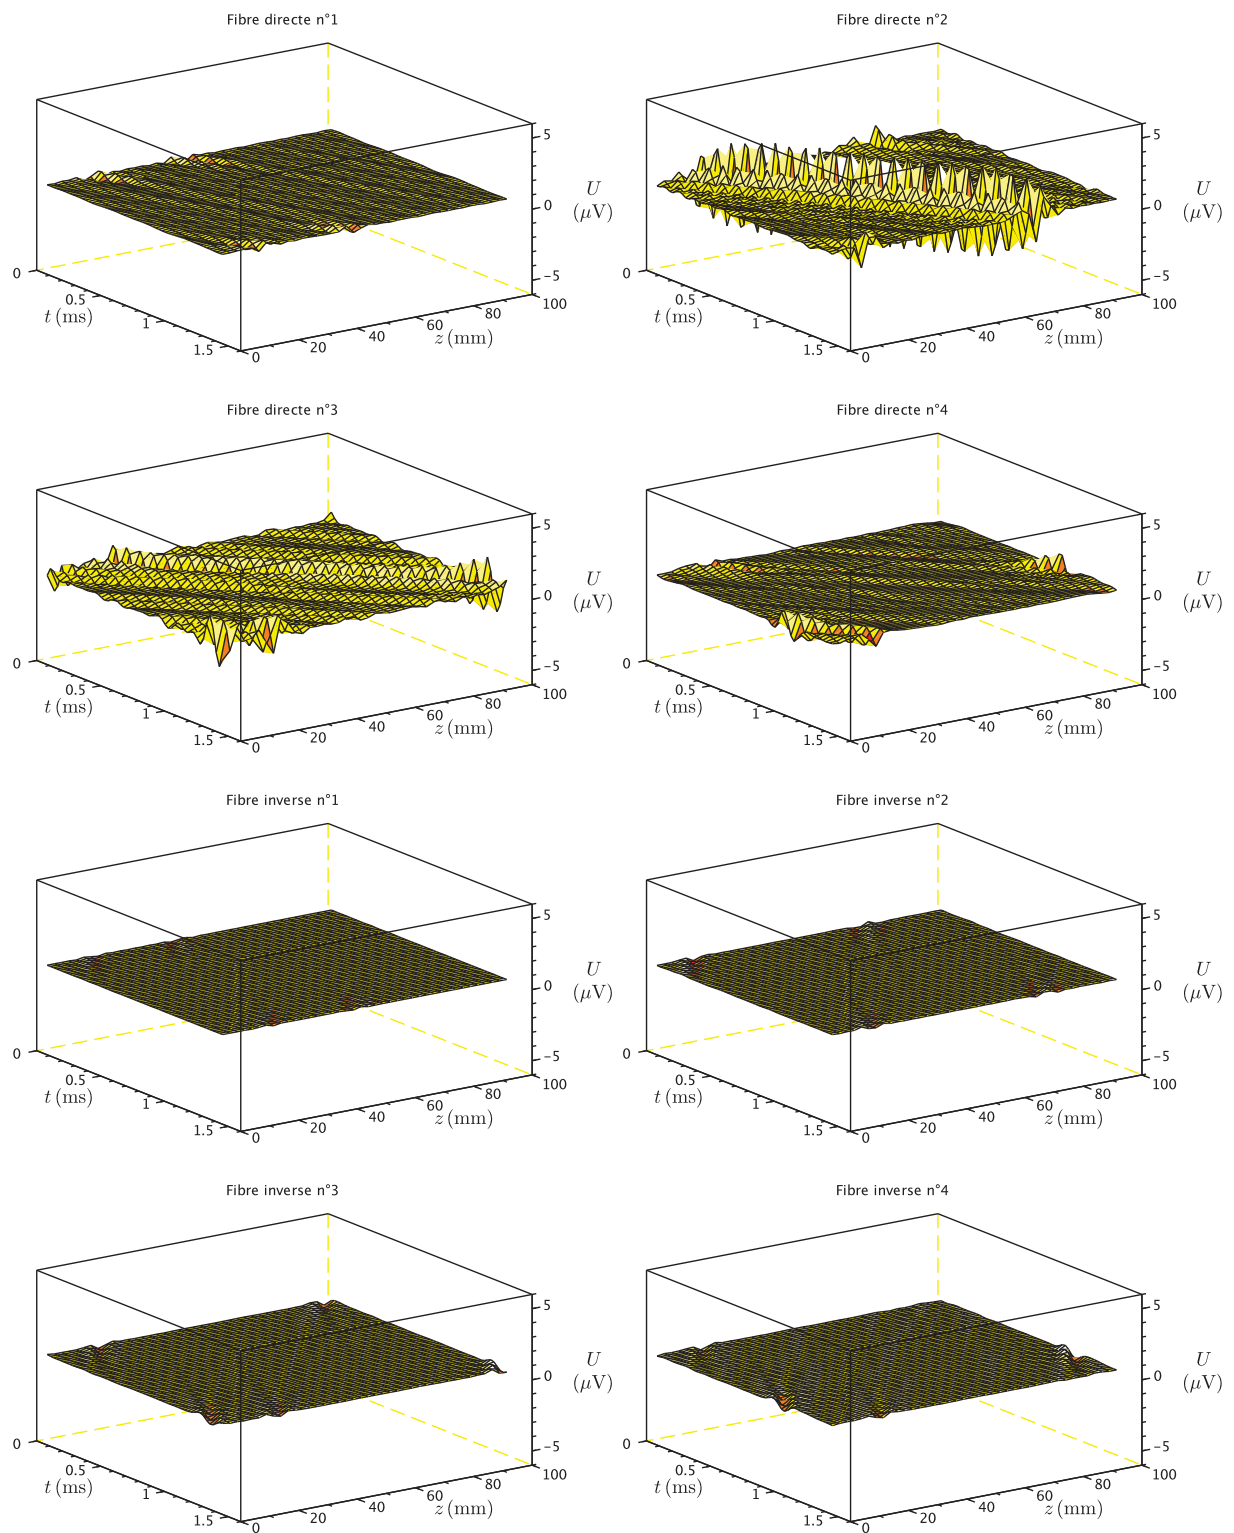 Fibre directe n°1
5
U
0
(μV)
0
−5
0.5
100
t (ms)
1
80
60
z (mm)
40
1.5
20
0
Fibre directe n°2
5
U
0
(μV)
0
−5
0.5
100
t (ms)
1
80
60
z (mm)
40
1.5
20
0
Fibre directe n°3
5
U
0
(μV)
0
−5
0.5
100
t (ms)
1
80
60
z (mm)
40
1.5
20
0
Fibre directe n°4
5
U
0
(μV)
0
−5
0.5
100
t (ms)
1
80
60
z (mm)
40
1.5
20
0
Fibre inverse n°1
5
U
0
(μV)
0
−5
0.5
100
t (ms)
1
80
60
z (mm)
40
1.5
20
0
Fibre inverse n°2
5
U
0
(μV)
0
−5
0.5
100
t (ms)
1
80
60
z (mm)
40
1.5
20
0
Fibre inverse n°3
5
U
0
(μV)
0
−5
0.5
100
t (ms)
1
80
60
z (mm)
40
1.5
20
0
Fibre inverse n°4
5
U
0
(μV)
0
−5
0.5
100
t (ms)
1
80
60
z (mm)
40
1.5
20
0